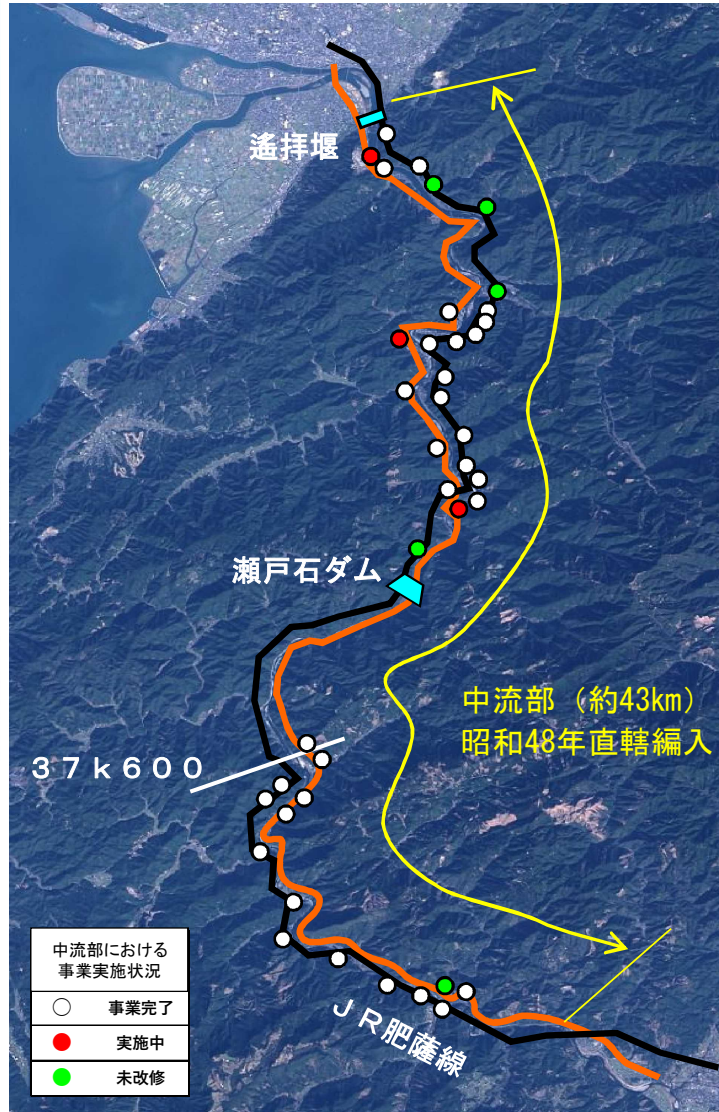 遙拝堰
瀬戸石ダム
中流部（約43km）
昭和48年直轄編入
３７ｋ６００
ＪＲ肥薩線
中流部における
事業実施状況
事業完了
実施中
未改修